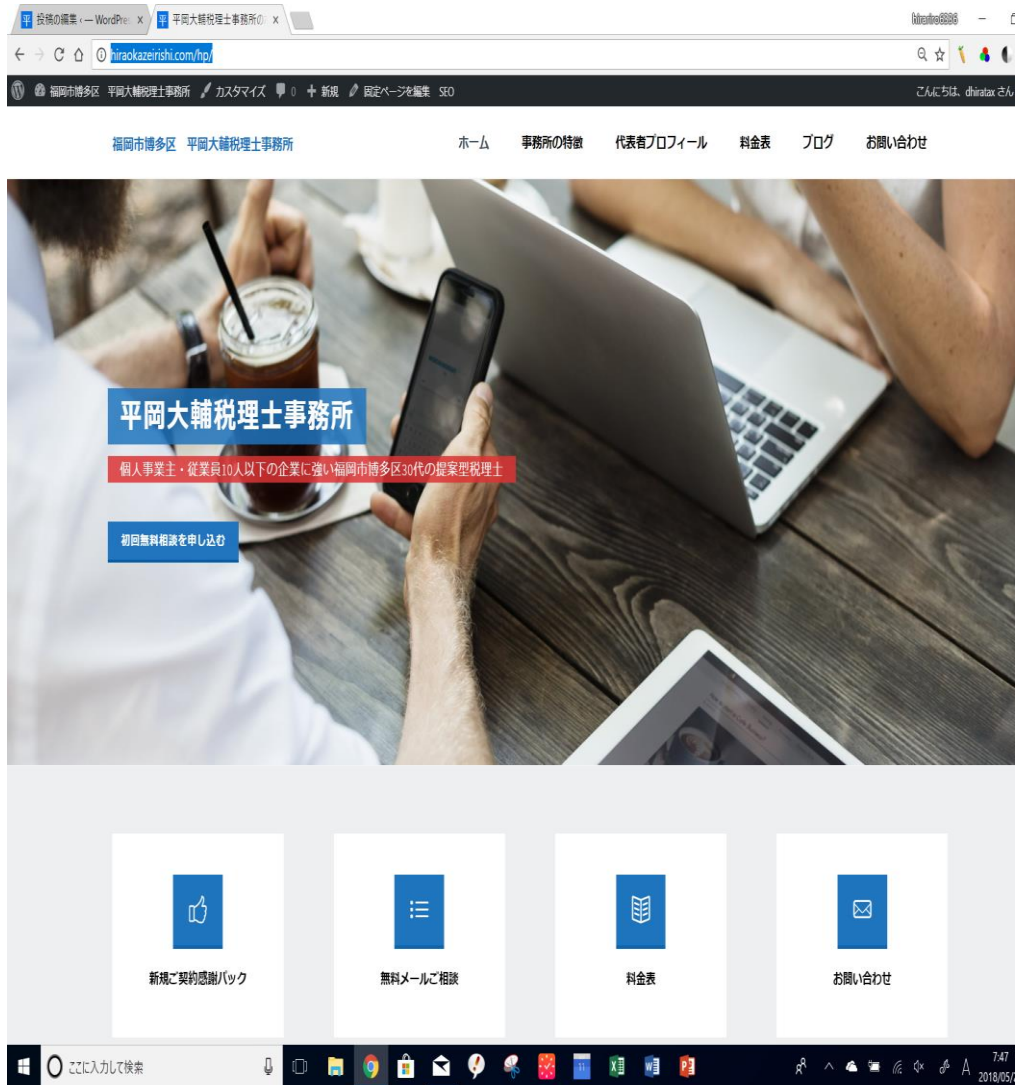 投稿の編集 ‹ — WordPre
平岡大輔税理士事務所の
hiraokazeirishi.com/hp/
福岡市博多区 平岡大輔税理士事務所 カスタマイズ 0 新規 固定ページを編集 SEO
こんにちは、dhiratax さん
福岡市博多区 平岡大輔税理士事務所
ホーム 事務所の特徴 代表者プロフィール 料金表 ブログ お問い合わせ
平岡大輔税理士事務所
個人事業主・従業員10人以下の企業に強い福岡市博多区30代の提案型税理士
初回無料相談を申し込む
新規ご契約感謝パック
無料メールご相談
料金表
お問い合わせ
ここに入力して検索
A
7:47
2018/05/